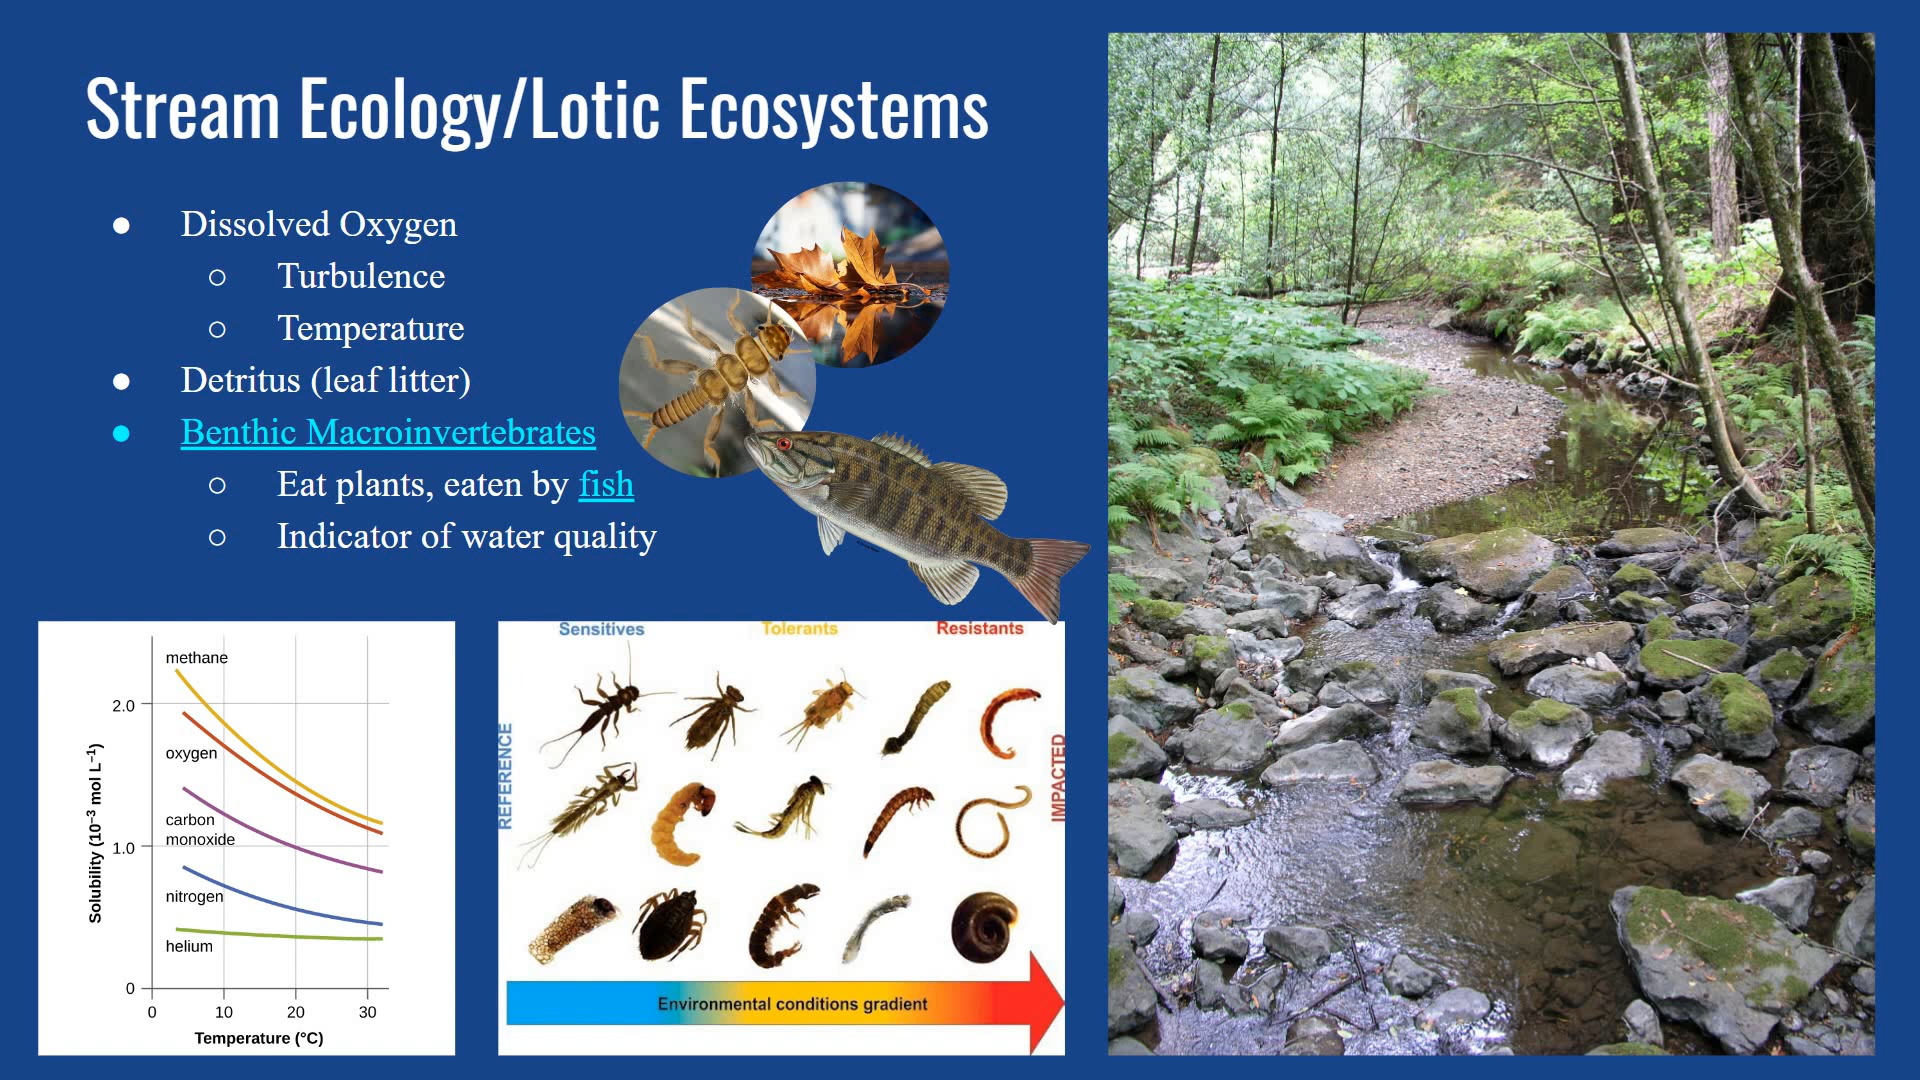 Stream Ecology/Lotic Ecosystems
● Dissolved Oxygen
○ Turbulence
○ Temperature
● Detritus (leaf litter)
● Benthic Macroinvertebrates
○ Eat plants, eaten by fish
○ Indicator of water quality
methane
2.0
oxygen
carbon
monoxide
1.0
nitrogen
helium
0
0 10 20 30
Temperature (°C)
Solubility (10⁻³ mol L⁻¹)
Sensitives Tolerants Resistants
REFERENCE
IMPACTED
Environmental conditions gradient